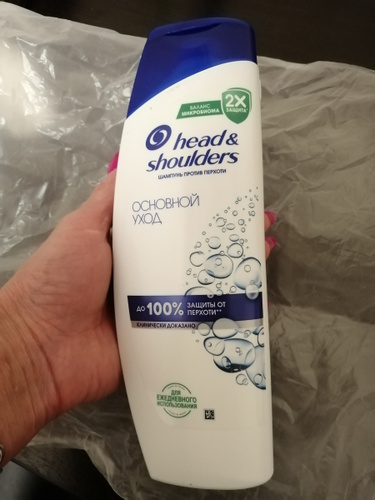 БАЛАНС
МИКРОБИОМА
2X
ЗАЩИТА
head&
shoulders
ШАМПУНЬ ПРОТИВ ПЕРХОТИ
ОСНОВНОЙ
УХОД
ДО 100% ЗАЩИТЫ ОТ
ПЕРХОТИ**
КЛИНИЧЕСКИ ДОКАЗАНО
ДЛЯ
ЕЖЕДНЕВНОГО
ИСПОЛЬЗОВАНИЯ